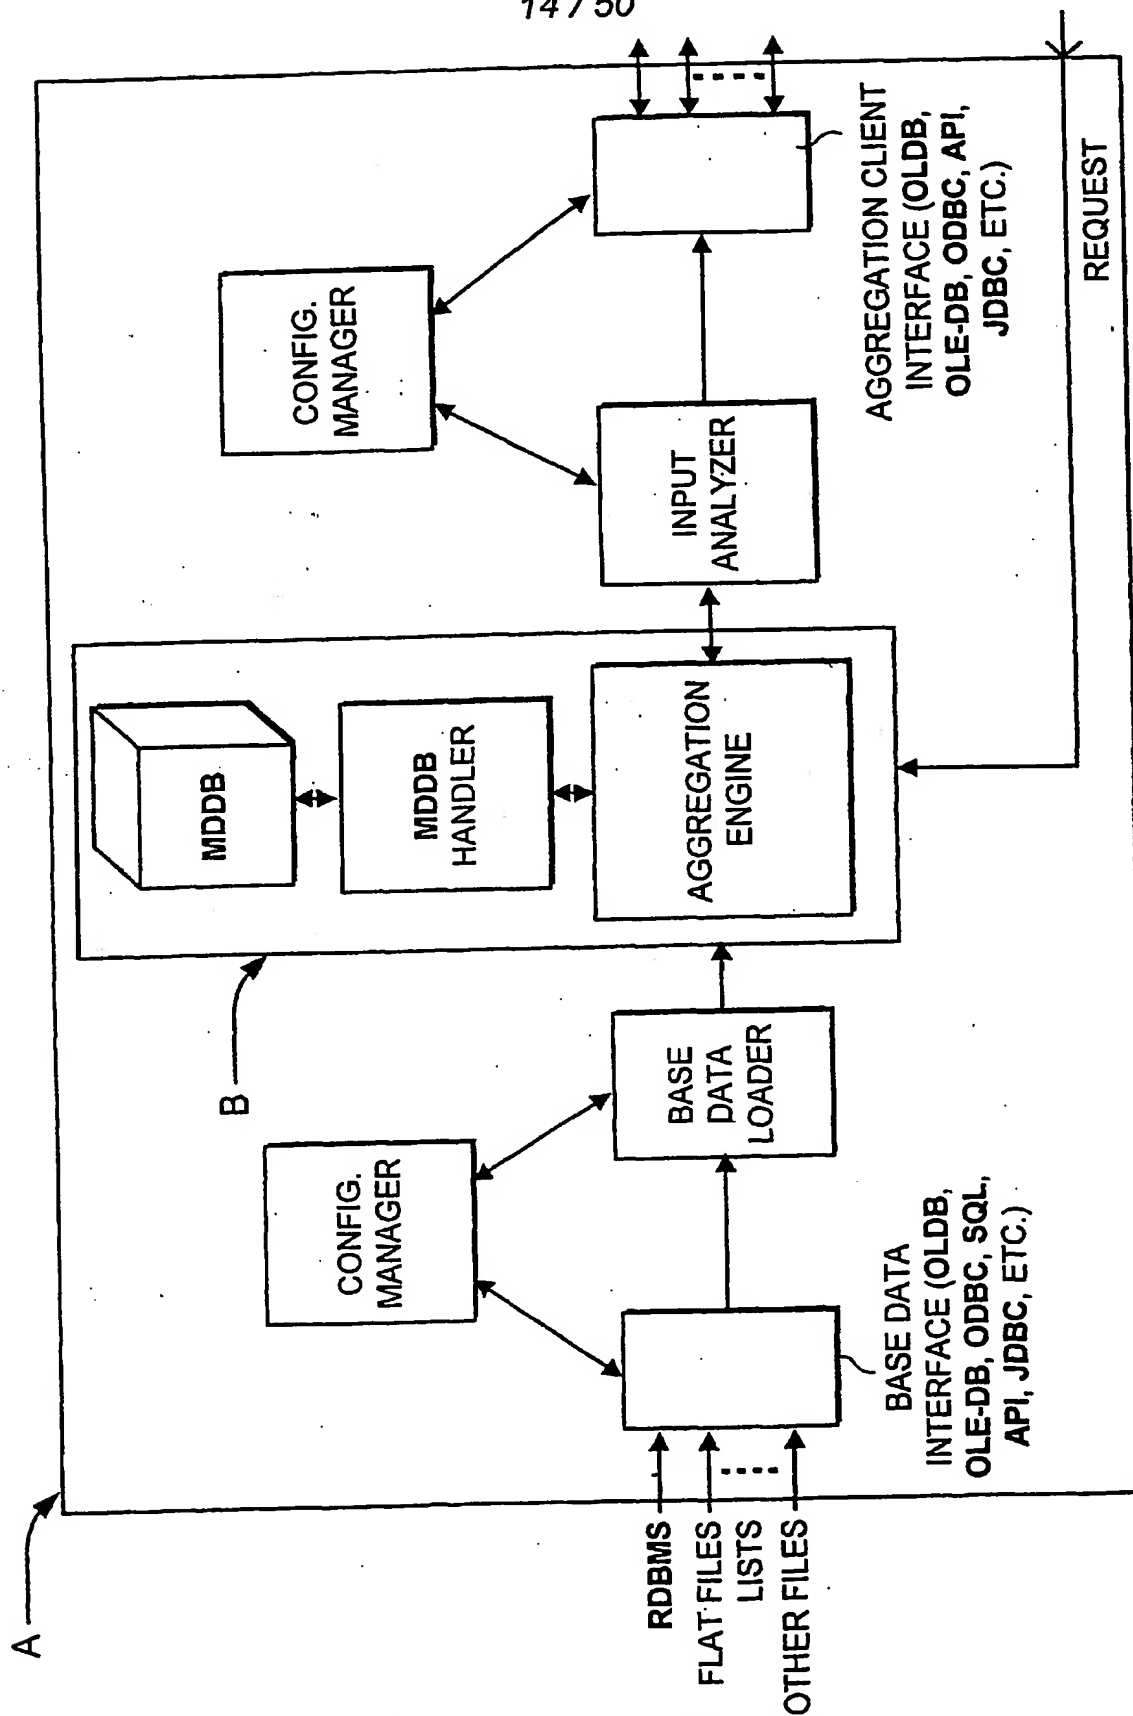 14 / 50
A
B
RDBMS
FLAT FILES
LISTS
OTHER FILES
BASE DATA
INTERFACE (OLDB,
OLE-DB, ODBC, SQL,
API, JDBC, ETC.)
CONFIG.
MANAGER
BASE
DATA
LOADER
MDDB
MDDB
HANDLER
AGGREGATION
ENGINE
INPUT
ANALYZER
CONFIG.
MANAGER
AGGREGATION CLIENT
INTERFACE (OLDB,
OLE-DB, ODBC, API,
JDBC, ETC.)
REQUEST